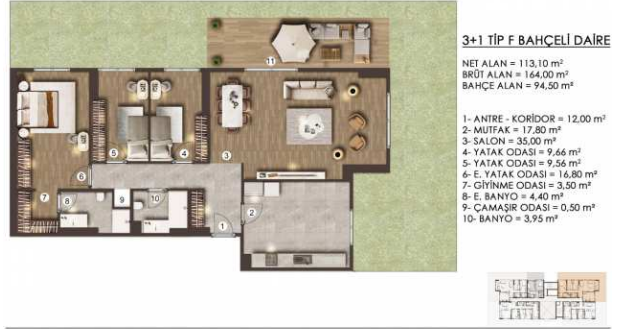 3+1 TİP F BAHÇELİ DAİRE
NET ALAN = 113,10 m²
BRÜT ALAN = 164,00 m²
BAHÇE ALAN = 94,50 m²
1- ANTRE - KORİDOR = 12,00 m²
2- MUTFAK = 17,80 m²
3- SALON = 35,00 m²
4- YATAK ODASI = 9,66 m²
5- YATAK ODASI = 9,56 m²
6- E. YATAK ODASI = 16,80 m²
7- GİYİNME ODASI = 3,50 m²
8- E. BANYO = 4,40 m²
9- ÇAMAŞIR ODASI = 0,50 m²
10- BANYO = 3,95 m²
11
5
4
3
6
7
8
9
10
2
1